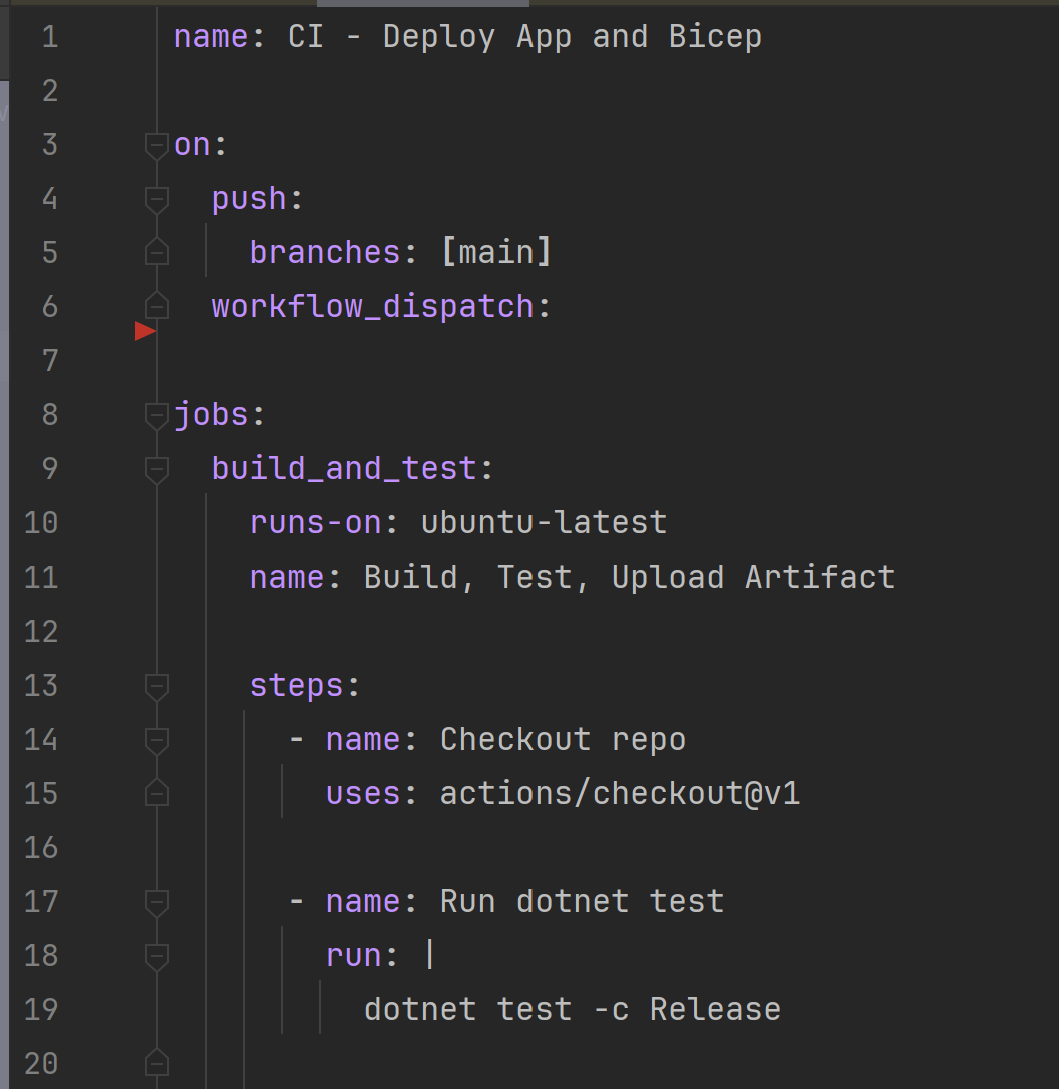 1 name: CI - Deploy App and Bicep
2
3 on:
4   push:
5     branches: [main]
6   workflow_dispatch:
7
8 jobs:
9   build_and_test:
10     runs-on: ubuntu-latest
11     name: Build, Test, Upload Artifact
12
13     steps:
14       - name: Checkout repo
15         uses: actions/checkout@v1
16
17       - name: Run dotnet test
18         run: |
19           dotnet test -c Release
20